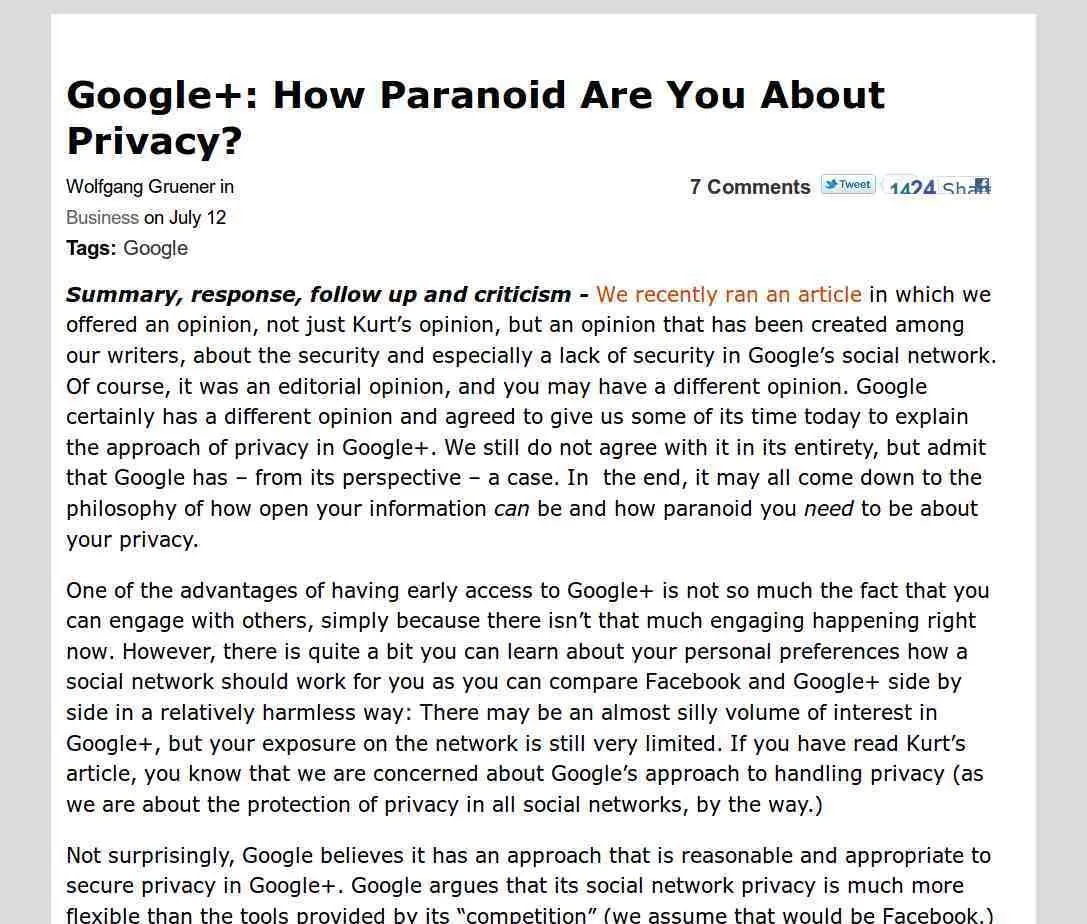 Google+: How Paranoid Are You About
Privacy?
Wolfgang Gruener in
Business on July 12
7 Comments Tweet
Tags: Google
Summary, response, follow up and criticism – We recently ran an article in which we
offered an opinion, not just Kurt’s opinion, but an opinion that has been created among
our writers, about the security and especially a lack of security in Google’s social network.
Of course, it was an editorial opinion, and you may have a different opinion. Google
certainly has a different opinion and agreed to give us some of its time today to explain
the approach of privacy in Google+. We still do not agree with it in its entirety, but admit
that Google has – from its perspective – a case. In  the end, it may all come down to the
philosophy of how open your information can be and how paranoid you need to be about
your privacy.
One of the advantages of having early access to Google+ is not so much the fact that you
can engage with others, simply because there isn’t that much engaging happening right
now. However, there is quite a bit you can learn about your personal preferences how a
social network should work for you as you can compare Facebook and Google+ side by
side in a relatively harmless way: There may be an almost silly volume of interest in
Google+, but your exposure on the network is still very limited. If you have read Kurt’s
article, you know that we are concerned about Google’s approach to handling privacy (as
we are about the protection of privacy in all social networks, by the way.)
Not surprisingly, Google believes it has an approach that is reasonable and appropriate to
secure privacy in Google+. Google argues that its social network privacy is much more
flexible than the tools provided by its “competition” (we assume that would be Facebook.)